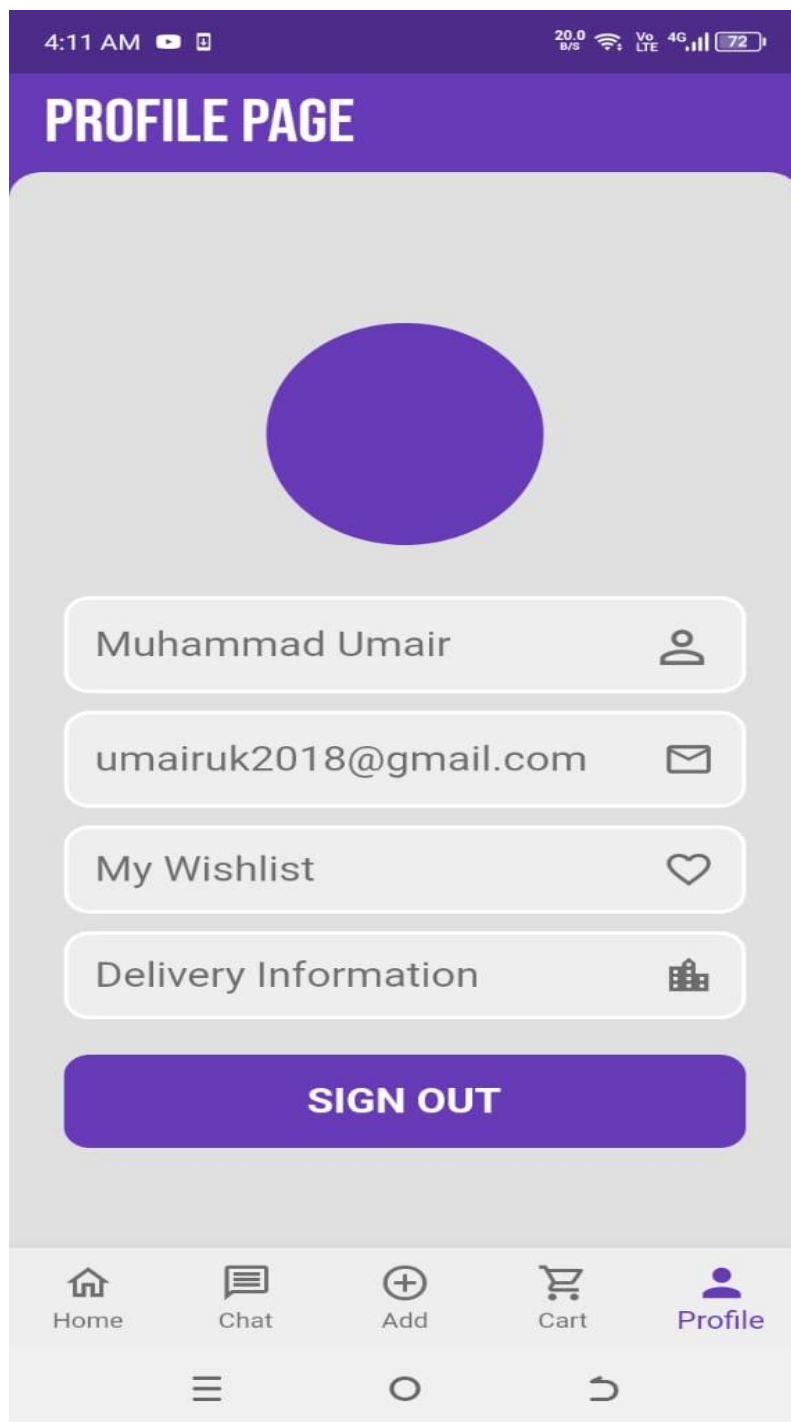 4:11 AM 20.0 B/S Vo LTE 4G 72
PROFILE PAGE
Muhammad Umair
umairuk2018@gmail.com
My Wishlist
Delivery Information
SIGN OUT
Home Chat Add Cart Profile